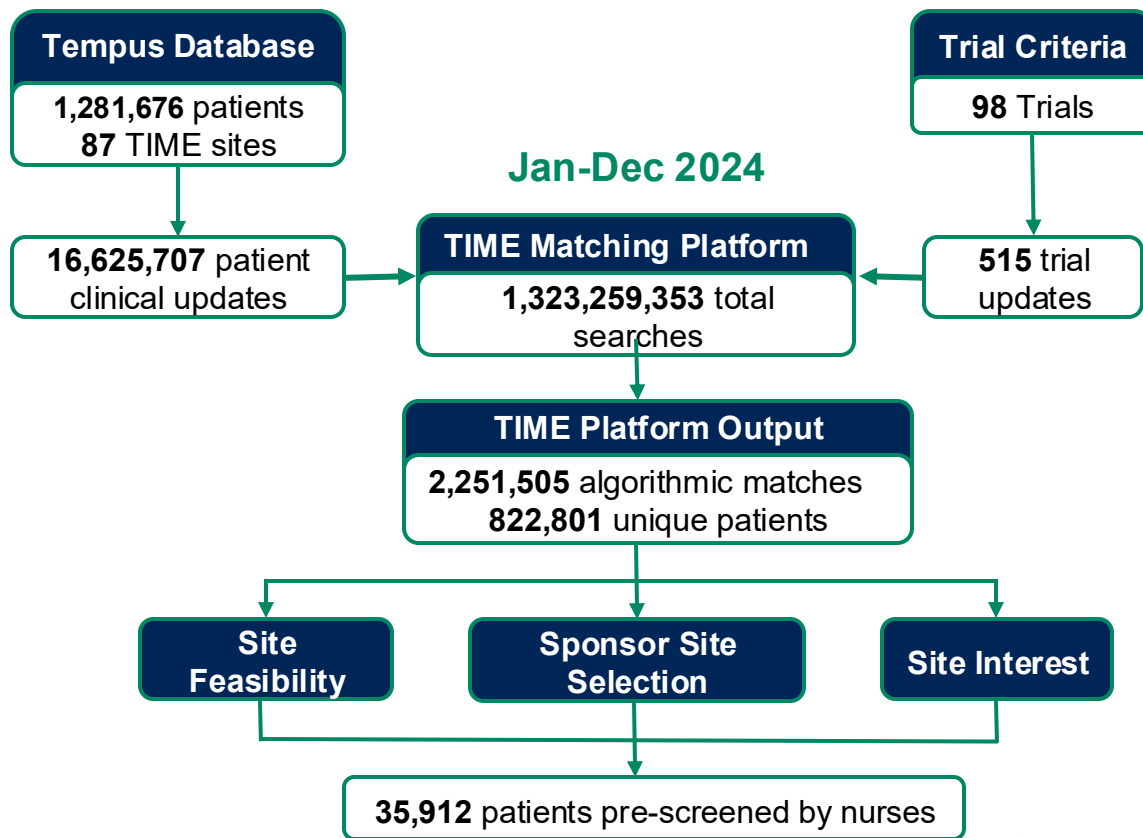 Tempus Database
1,281,676 patients
87 TIME sites
Trial Criteria
98 Trials
Jan-Dec 2024
16,625,707 patient
clinical updates
TIME Matching Platform
1,323,259,353 total
searches
515 trial
updates
TIME Platform Output
2,251,505 algorithmic matches
822,801 unique patients
Site
Feasibility
Sponsor Site
Selection
Site Interest
35,912 patients pre-screened by nurses